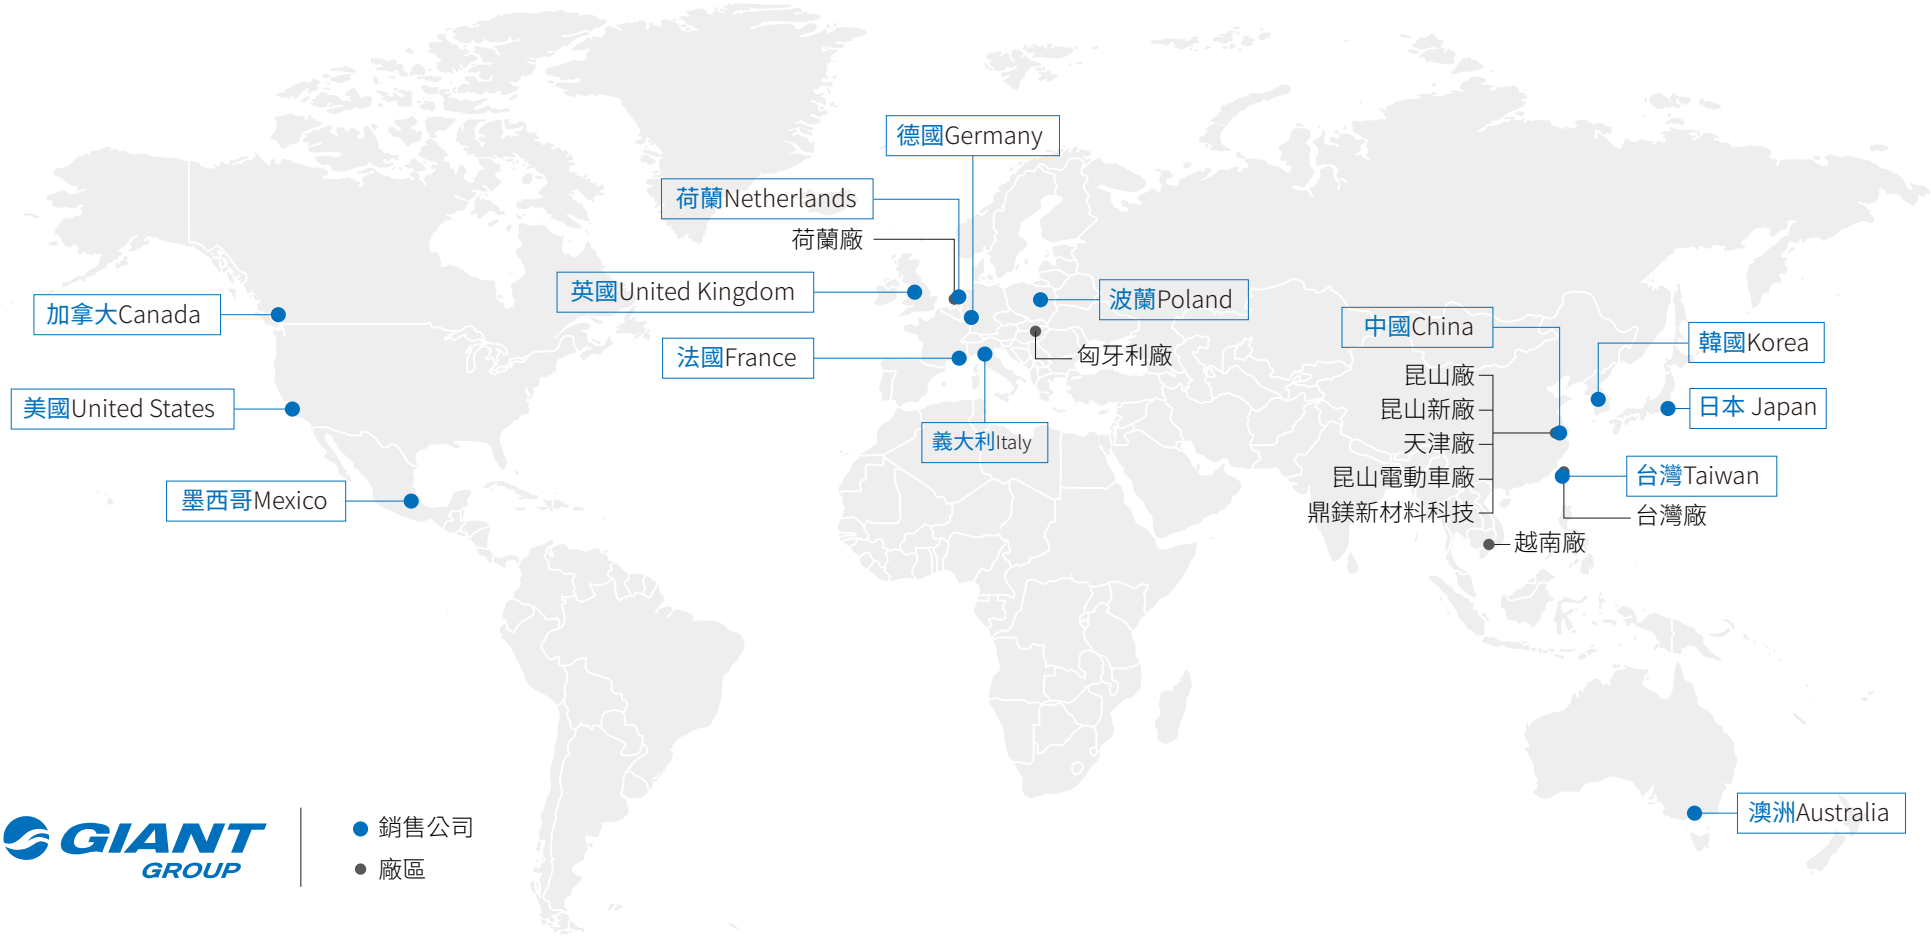 德國Germany
荷蘭Netherlands
荷蘭廠
英國United Kingdom
波蘭Poland
加拿大Canada
中國China
韓國Korea
法國France
匈牙利廠
昆山廠
美國United States
昆山新廠
日本 Japan
義大利Italy
天津廠
昆山電動車廠
台灣Taiwan
墨西哥Mexico
鼎鎂新材料科技
台灣廠
越南廠
澳洲Australia
GIANT
GROUP
銷售公司
廠區